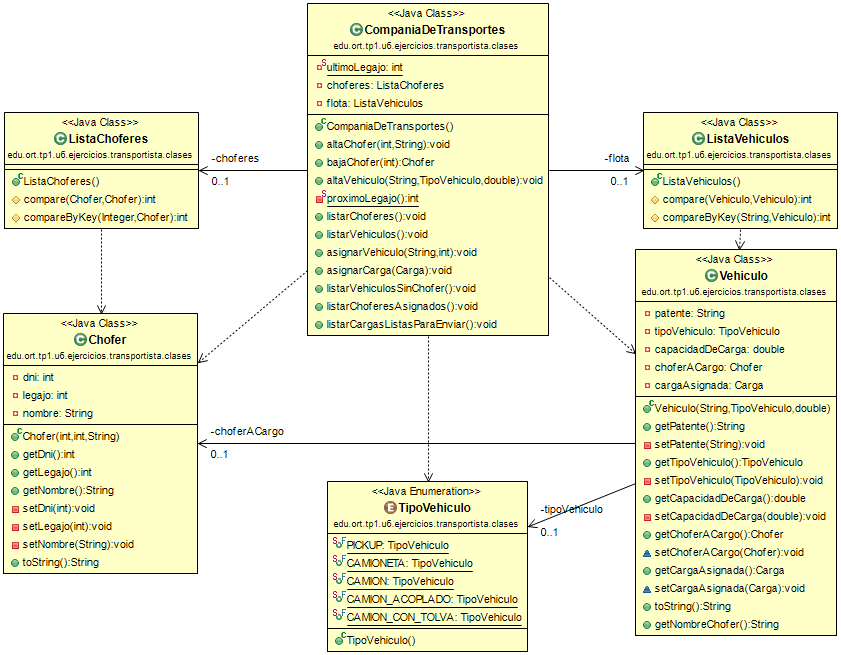 <<Java Class>>
CompaniaDeTransportes
edu.ort.tp1.u6.ejercicios.transportista.clases
ultimoLegajo: int
choferes: ListaChoferes
flota: ListaVehiculos
CompaniaDeTransportes()
altaChofer(int,String):void
bajaChofer(int):Chofer
altaVehiculo(String,TipoVehiculo,double):void
proximoLegajo():int
listarChoferes():void
listarVehiculos():void
asignarVehiculo(String,int):void
asignarCarga(Carga):void
listarVehiculosSinChofer():void
listarChoferesAsignados():void
listarCargasListasParaEnviar():void
<<Java Class>>
ListaChoferes
edu.ort.tp1.u6.ejercicios.transportista.clases
ListaChoferes()
compare(Chofer,Chofer):int
compareByKey(Integer,Chofer):int
-choferes
0..1
-flota
0..1
<<Java Class>>
ListaVehiculos
edu.ort.tp1.u6.ejercicios.transportista.clases
ListaVehiculos()
compare(Vehiculo,Vehiculo):int
compareByKey(String,Vehiculo):int
<<Java Class>>
Chofer
edu.ort.tp1.u6.ejercicios.transportista.clases
dni: int
legajo: int
nombre: String
Chofer(int,int,String)
getDni():int
getLegajo():int
getNombre():String
setDni(int):void
setLegajo(int):void
setNombre(String):void
toString():String
-choferACargo
0..1
<<Java Class>>
Vehiculo
edu.ort.tp1.u6.ejercicios.transportista.clases
patente: String
tipoVehiculo: TipoVehiculo
capacidadDeCarga: double
choferACargo: Chofer
cargaAsignada: Carga
Vehiculo(String,TipoVehiculo,double)
getPatente():String
setPatente(String):void
getTipoVehiculo():TipoVehiculo
setTipoVehiculo(TipoVehiculo):void
getCapacidadDeCarga():double
setCapacidadDeCarga(double):void
getChoferACargo():Chofer
setChoferACargo(Chofer):void
getCargaAsignada():Carga
setCargaAsignada(Carga):void
toString():String
getNombreChofer():String
-tipoVehiculo
0..1
<<Java Enumeration>>
TipoVehiculo
edu.ort.tp1.u6.ejercicios.transportista.clases
PICKUP: TipoVehiculo
CAMIONETA: TipoVehiculo
CAMION: TipoVehiculo
CAMION_ACOPLADO: TipoVehiculo
CAMION_CON_TOLVA: TipoVehiculo
TipoVehiculo()